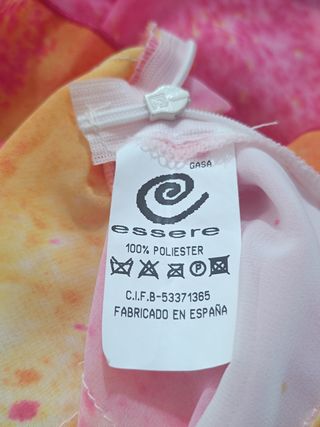 GASA
essere
100% POLIESTER
C.I.F.B-53371365
FABRICADO EN ESPAÑA